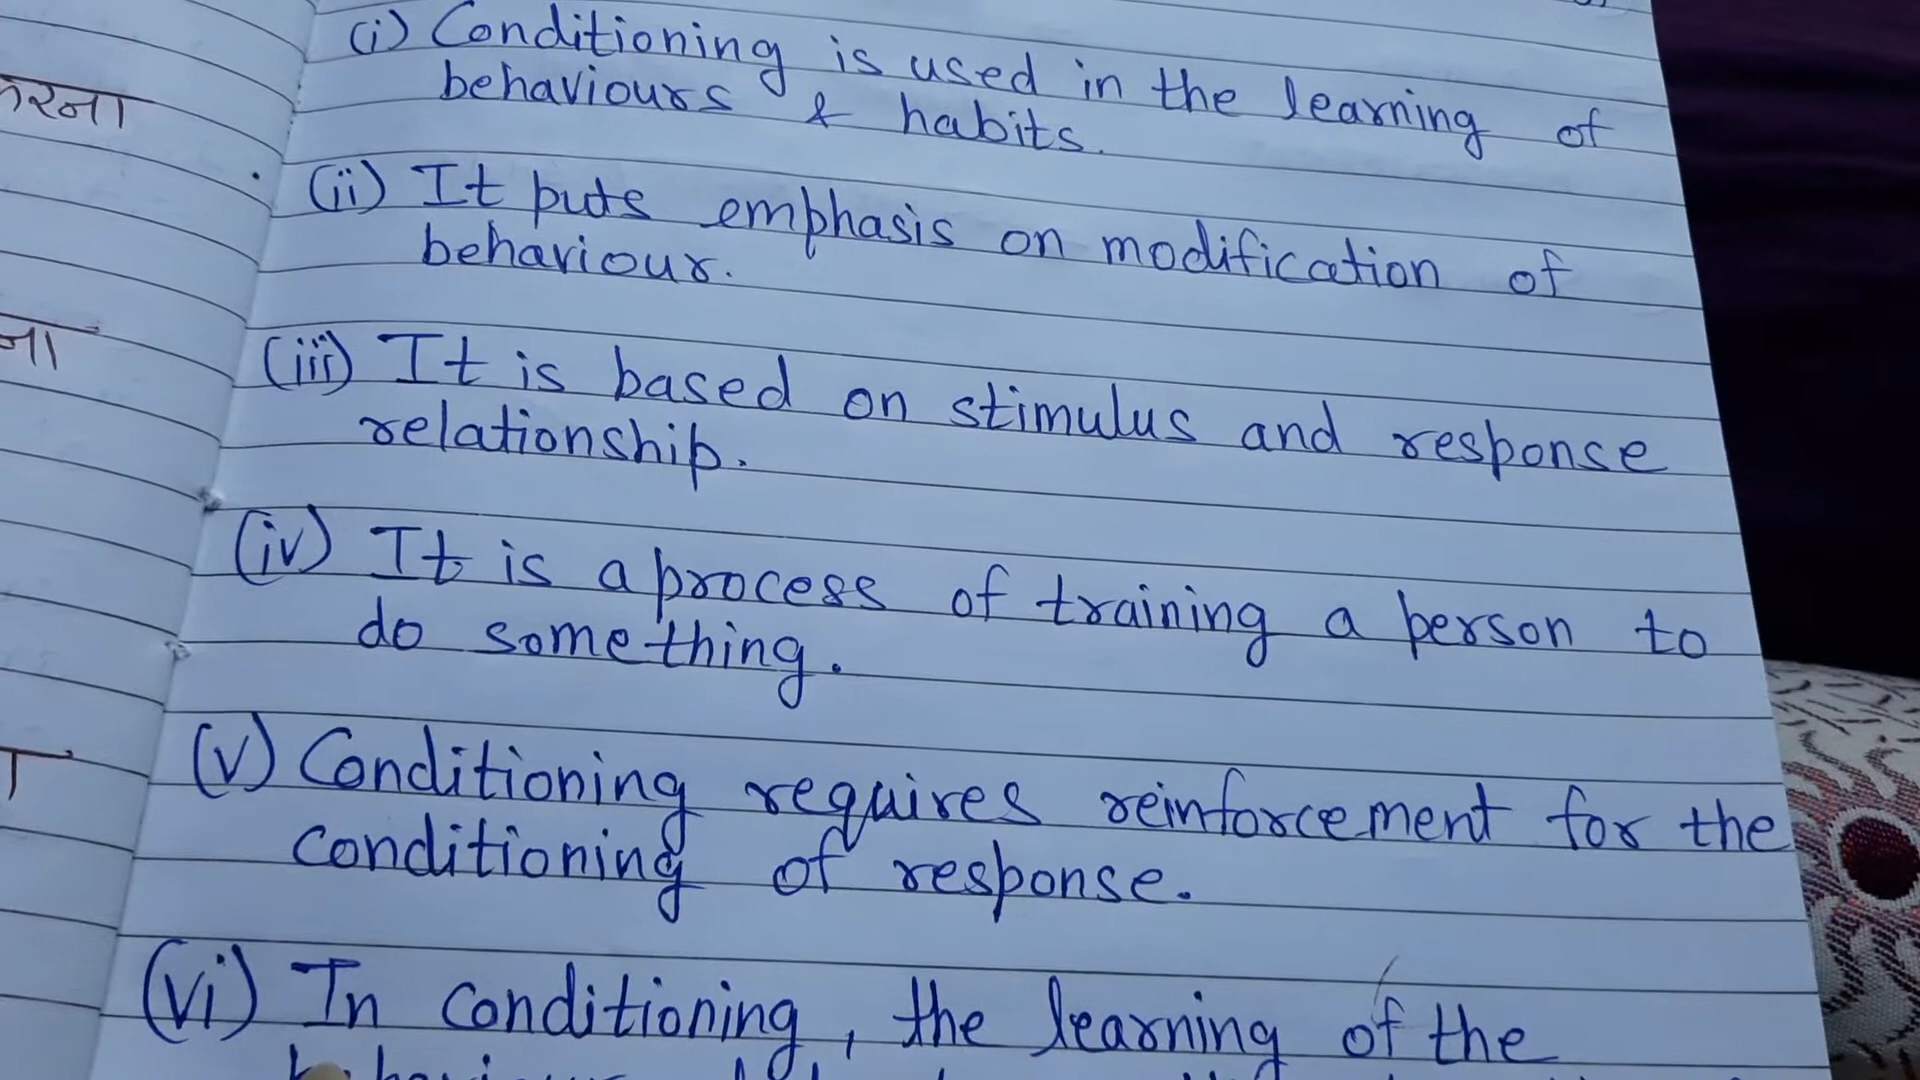 करना
ना
(i) Conditioning is used in the learning of
behaviours & habits.
(ii) It puts emphasis on modification of
behaviour.
(iii) It is based on stimulus and response
relationship.
(iv) It is a process of training a person to
do something.
(v) Conditioning requires reinforcement for the
conditioning of response.
(vi) In conditioning, the learning of the